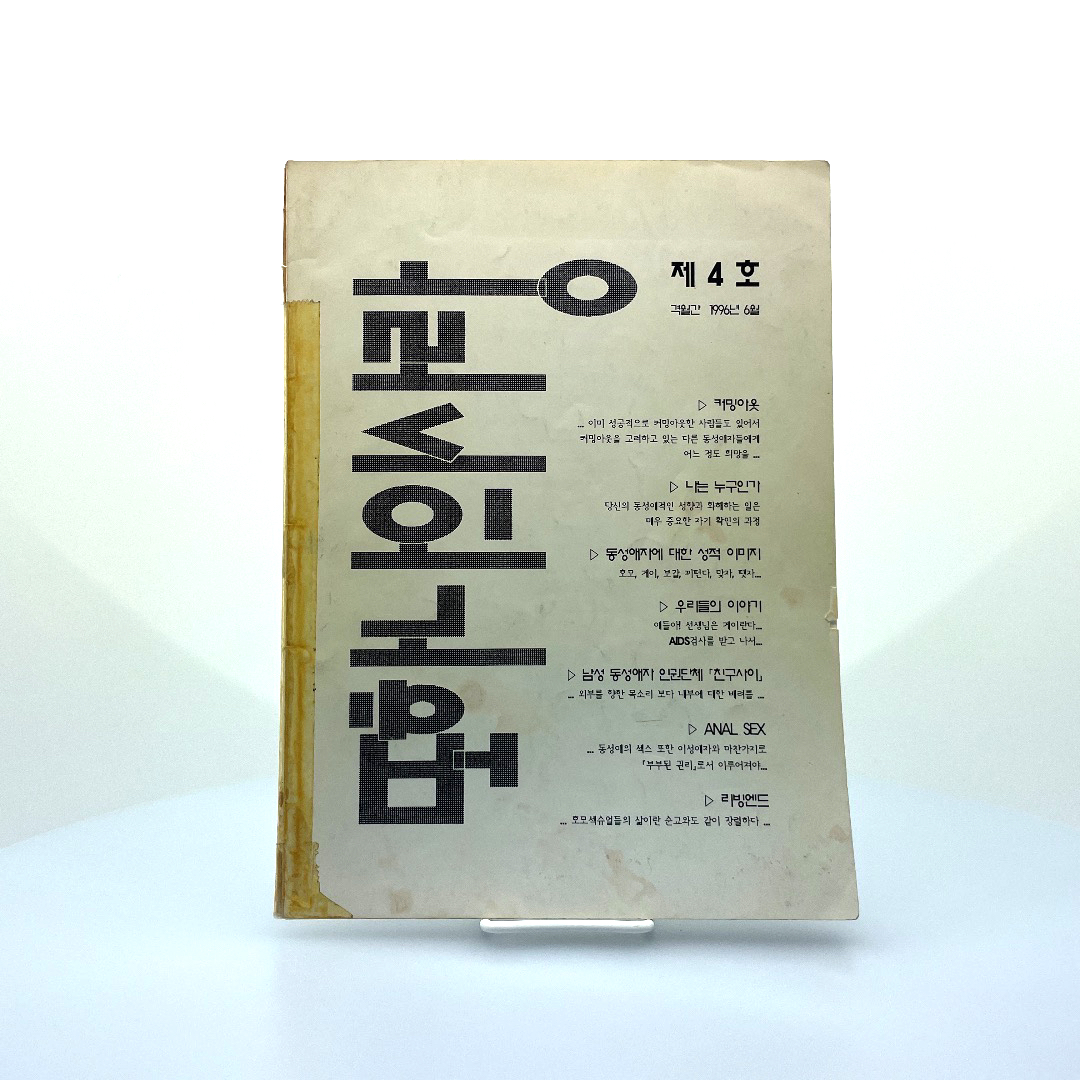 제 4 호
격월간 1996년 6월
▷ 커밍아웃
... 이미 성공적으로 커밍아웃한 사람들도 있어서
커밍아웃을 고려하고 있는 다른 동성애자들에게
어느 정도 희망을 ...
▷ 나는 누구인가
당신의 동성애적인 성향과 화해하는 일은
매우 중요한 자기 확인의 과정
▷ 동성애자에 대한 성적 이미지
호모, 게이, 보갈, 맞자, 땟자...
▷ 우리들의 이야기
얘들아! 선생님은 게이란다...
AIDS검사를 받고 나서...
▷ 남성 동성애자 인권단체 「친구사이」
... 외부를 향한 목소리 보다 내부에 대한 배려를 ...
▷ ANAL SEX
... 동성애의 섹스 또한 이성애자와 마찬가지로
「부부된 권리」로서 이루어져야...
▷ 리빙엔드
... 호모섹슈얼들의 삶이란 순교와도 같이 장렬하다 ...